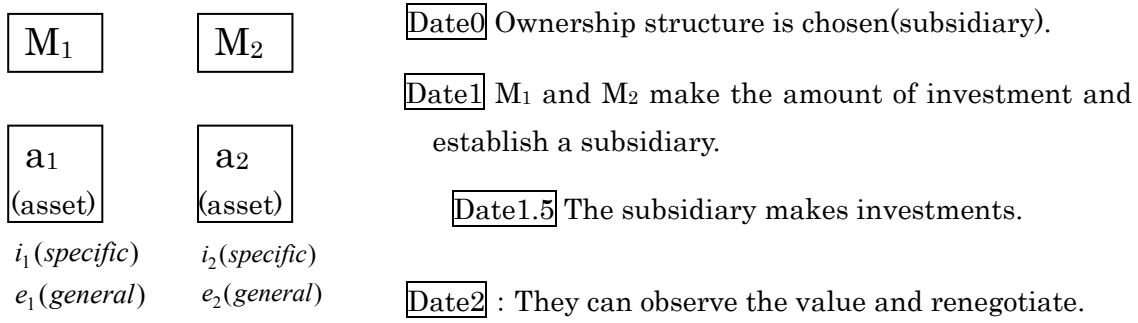 M₁ M₂
a₁ a₂
(asset) (asset)
i₁(specific) i₂(specific)
e₁(general) e₂(general)
Date0 Ownership structure is chosen(subsidiary).
Date1 M₁ and M₂ make the amount of investment and
establish a subsidiary.
Date1.5 The subsidiary makes investments.
Date2 : They can observe the value and renegotiate.